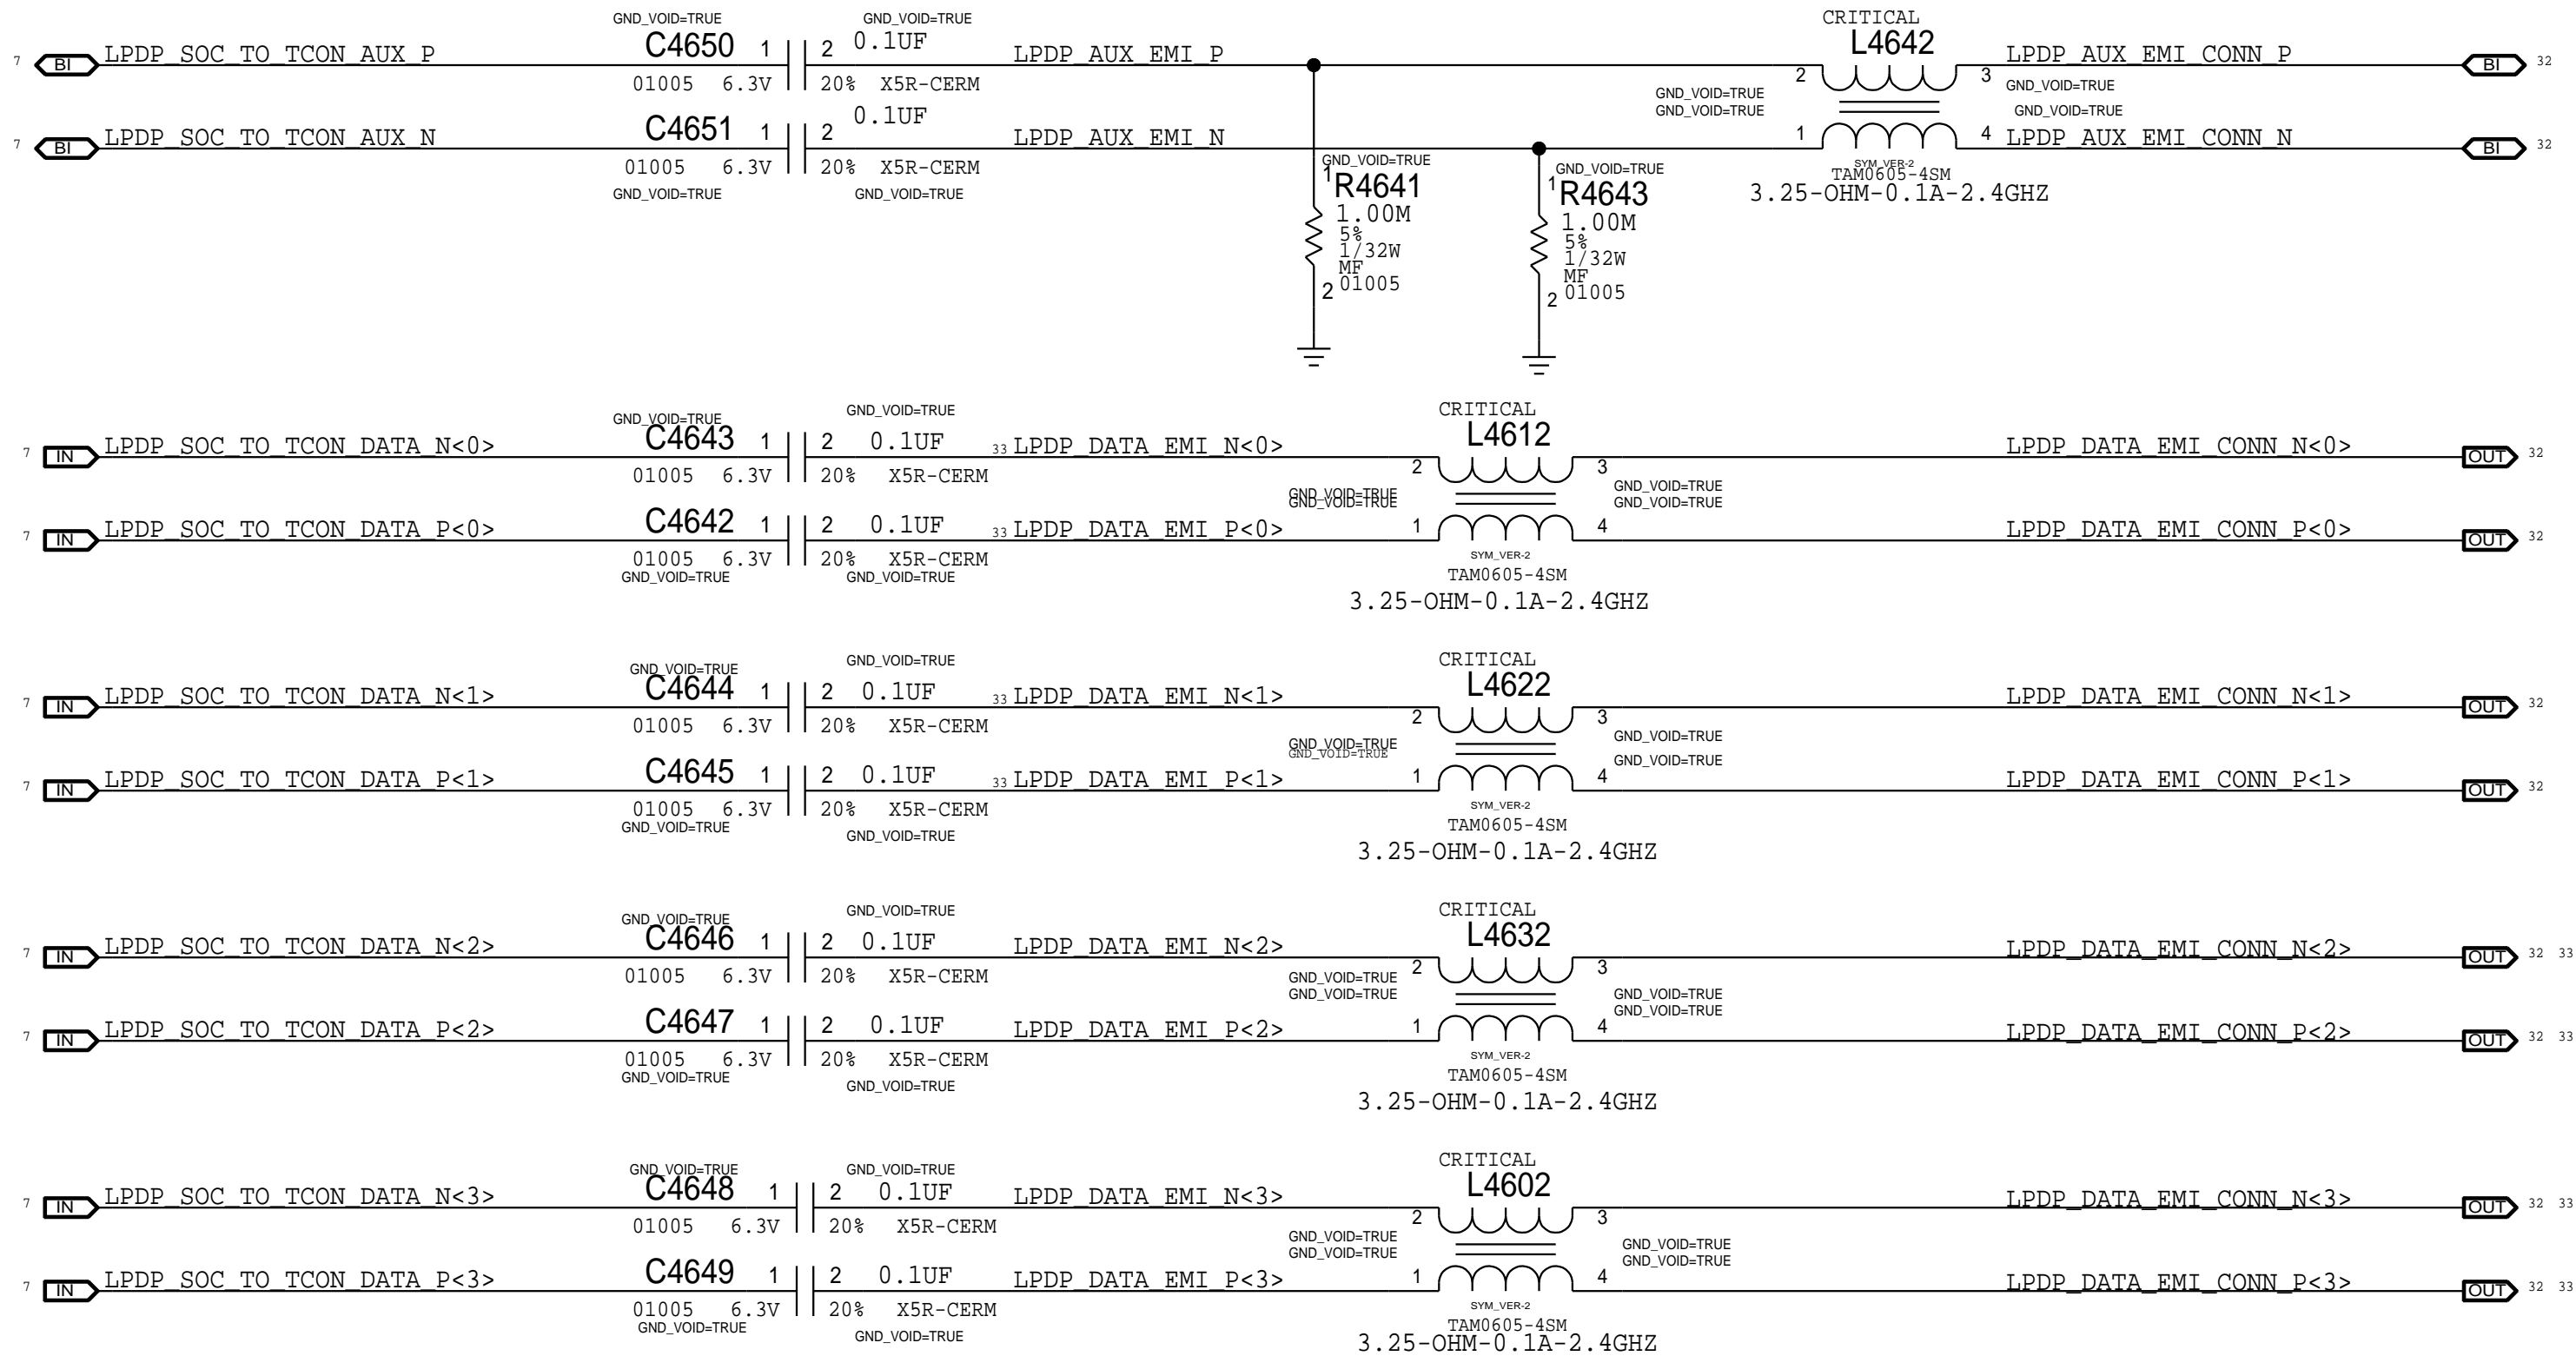 GND_VOID=TRUE GND_VOID=TRUE CRITICAL
7 BI LPDP_SOC_TO_TCON_AUX_P C4650 1 2 0.1UF LPDP_AUX_EMI_P L4642 LPDP_AUX_EMI_CONN_P BI 32
01005 6.3V 20% X5R-CERM 2 3 GND_VOID=TRUE
GND_VOID=TRUE
GND_VOID=TRUE GND_VOID=TRUE
7 BI LPDP_SOC_TO_TCON_AUX_N C4651 1 2 0.1UF LPDP_AUX_EMI_N 1 4 LPDP_AUX_EMI_CONN_N BI 32
01005 6.3V 20% X5R-CERM
GND_VOID=TRUE GND_VOID=TRUE
SYM_VER-2
TAM0605-4SM
3.25-OHM-0.1A-2.4GHZ
GND_VOID=TRUE
1 R4641
1.00M
5%
1/32W
MF
2 01005
GND_VOID=TRUE
1 R4643
1.00M
5%
1/32W
MF
2 01005
GND_VOID=TRUE GND_VOID=TRUE CRITICAL
7 IN LPDP_SOC_TO_TCON_DATA_N<0> C4643 1 2 0.1UF 33 LPDP_DATA_EMI_N<0> L4612 LPDP_DATA_EMI_CONN_N<0> OUT 32
01005 6.3V 20% X5R-CERM 2 3
GND_VOID=TRUE GND_VOID=TRUE
GND_VOID=TRUE GND_VOID=TRUE
7 IN LPDP_SOC_TO_TCON_DATA_P<0> C4642 1 2 0.1UF 33 LPDP_DATA_EMI_P<0> 1 4 LPDP_DATA_EMI_CONN_P<0> OUT 32
01005 6.3V 20% X5R-CERM SYM_VER-2
GND_VOID=TRUE GND_VOID=TRUE TAM0605-4SM
3.25-OHM-0.1A-2.4GHZ
GND_VOID=TRUE GND_VOID=TRUE CRITICAL
7 IN LPDP_SOC_TO_TCON_DATA_N<1> C4644 1 2 0.1UF 33 LPDP_DATA_EMI_N<1> L4622 LPDP_DATA_EMI_CONN_N<1> OUT 32
01005 6.3V 20% X5R-CERM 2 3
GND_VOID=TRUE GND_VOID=TRUE
GND_VOID=TRUE GND_VOID=TRUE
7 IN LPDP_SOC_TO_TCON_DATA_P<1> C4645 1 2 0.1UF 33 LPDP_DATA_EMI_P<1> 1 4 LPDP_DATA_EMI_CONN_P<1> OUT 32
01005 6.3V 20% X5R-CERM SYM_VER-2
GND_VOID=TRUE GND_VOID=TRUE TAM0605-4SM
3.25-OHM-0.1A-2.4GHZ
GND_VOID=TRUE GND_VOID=TRUE CRITICAL
7 IN LPDP_SOC_TO_TCON_DATA_N<2> C4646 1 2 0.1UF LPDP_DATA_EMI_N<2> L4632 LPDP_DATA_EMI_CONN_N<2> OUT 32 33
01005 6.3V 20% X5R-CERM 2 3
GND_VOID=TRUE GND_VOID=TRUE
GND_VOID=TRUE GND_VOID=TRUE
7 IN LPDP_SOC_TO_TCON_DATA_P<2> C4647 1 2 0.1UF LPDP_DATA_EMI_P<2> 1 4 LPDP_DATA_EMI_CONN_P<2> OUT 32 33
01005 6.3V 20% X5R-CERM SYM_VER-2
GND_VOID=TRUE GND_VOID=TRUE TAM0605-4SM
3.25-OHM-0.1A-2.4GHZ
GND_VOID=TRUE GND_VOID=TRUE CRITICAL
7 IN LPDP_SOC_TO_TCON_DATA_N<3> C4648 1 2 0.1UF LPDP_DATA_EMI_N<3> L4602 LPDP_DATA_EMI_CONN_N<3> OUT 32 33
01005 6.3V 20% X5R-CERM 2 3
GND_VOID=TRUE GND_VOID=TRUE
GND_VOID=TRUE GND_VOID=TRUE
7 IN LPDP_SOC_TO_TCON_DATA_P<3> C4649 1 2 0.1UF LPDP_DATA_EMI_P<3> 1 4 LPDP_DATA_EMI_CONN_P<3> OUT 32 33
01005 6.3V 20% X5R-CERM SYM_VER-2
GND_VOID=TRUE GND_VOID=TRUE TAM0605-4SM
3.25-OHM-0.1A-2.4GHZ